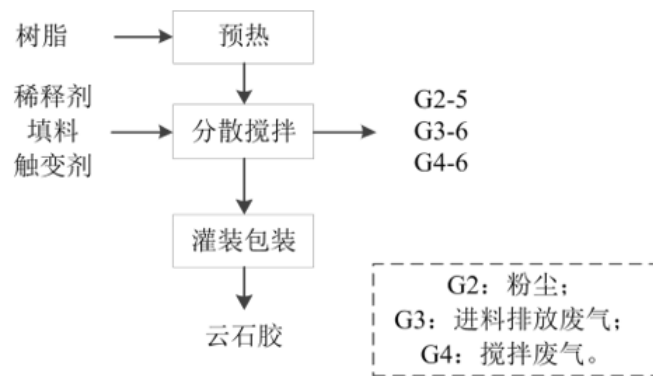 树脂
预热
稀释剂
填料
触变剂
分散搅拌
G2-5
G3-6
G4-6
灌装包装
云石胶
G2：粉尘；
G3：进料排放废气；
G4：搅拌废气。